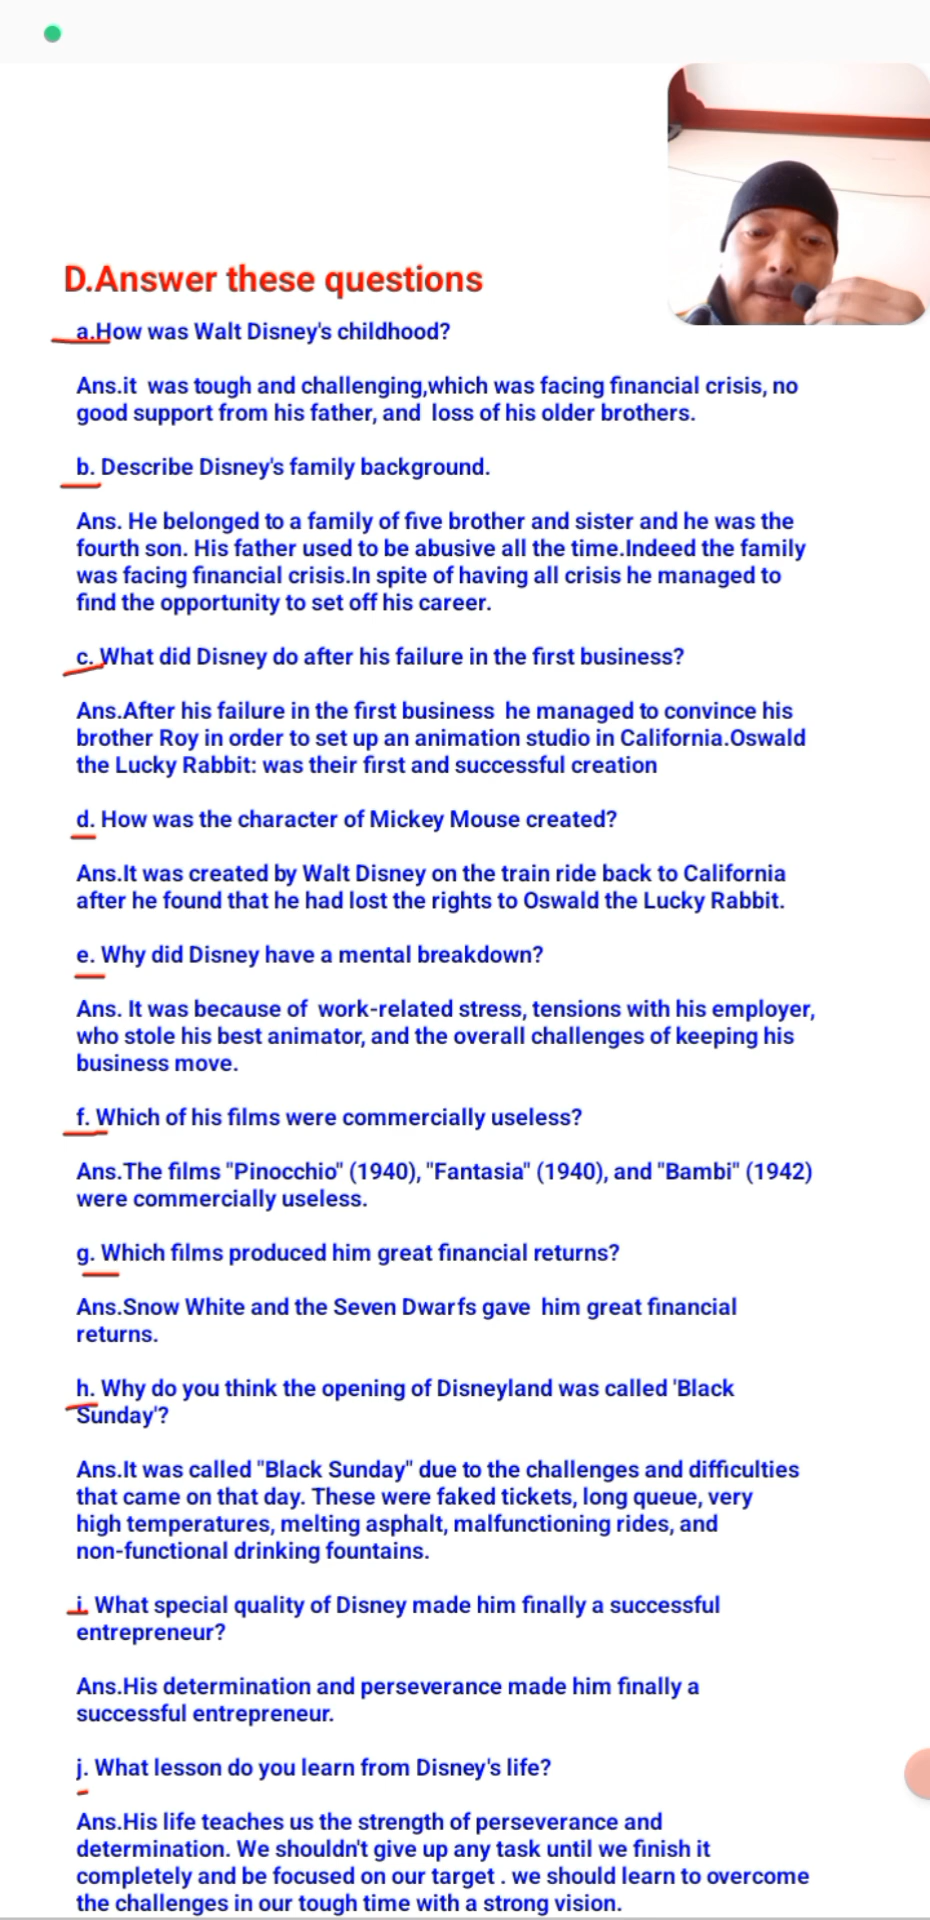 D.Answer these questions
a.How was Walt Disney's childhood?
Ans.it was tough and challenging,which was facing financial crisis, no
good support from his father, and loss of his older brothers.
b. Describe Disney's family background.
Ans. He belonged to a family of five brother and sister and he was the
fourth son. His father used to be abusive all the time.Indeed the family
was facing financial crisis.In spite of having all crisis he managed to
find the opportunity to set off his career.
c. What did Disney do after his failure in the first business?
Ans.After his failure in the first business he managed to convince his
brother Roy in order to set up an animation studio in California.Oswald
the Lucky Rabbit: was their first and successful creation
d. How was the character of Mickey Mouse created?
Ans.It was created by Walt Disney on the train ride back to California
after he found that he had lost the rights to Oswald the Lucky Rabbit.
e. Why did Disney have a mental breakdown?
Ans. It was because of work-related stress, tensions with his employer,
who stole his best animator, and the overall challenges of keeping his
business move.
f. Which of his films were commercially useless?
Ans.The films "Pinocchio" (1940), "Fantasia" (1940), and "Bambi" (1942)
were commercially useless.
g. Which films produced him great financial returns?
Ans.Snow White and the Seven Dwarfs gave him great financial
returns.
h. Why do you think the opening of Disneyland was called 'Black
Sunday'?
Ans.It was called "Black Sunday" due to the challenges and difficulties
that came on that day. These were faked tickets, long queue, very
high temperatures, melting asphalt, malfunctioning rides, and
non-functional drinking fountains.
i. What special quality of Disney made him finally a successful
entrepreneur?
Ans.His determination and perseverance made him finally a
successful entrepreneur.
j. What lesson do you learn from Disney's life?
Ans.His life teaches us the strength of perseverance and
determination. We shouldn't give up any task until we finish it
completely and be focused on our target . we should learn to overcome
the challenges in our tough time with a strong vision.